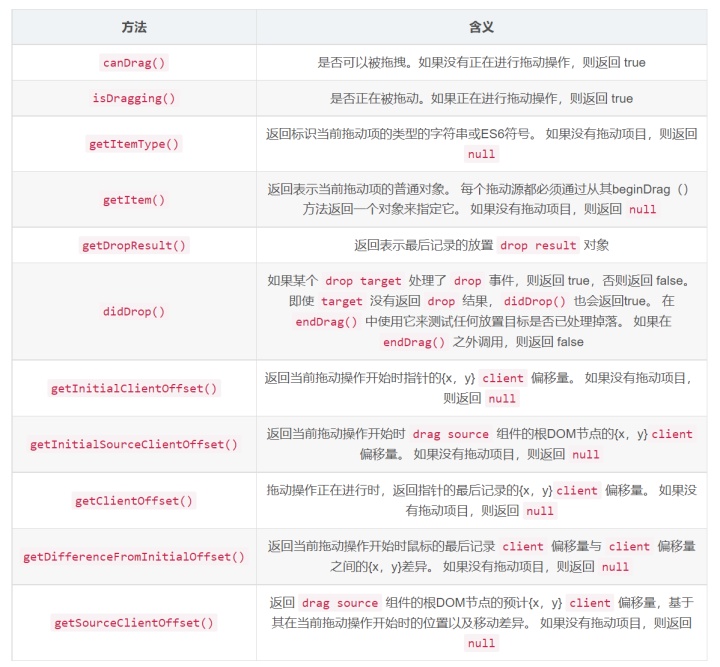 方法 含义
canDrag() 是否可以被拖拽。如果没有正在进行拖动操作，则返回 true
isDragging() 是否正在被拖动。如果正在进行拖动操作，则返回 true
getItemType() 返回标识当前拖动项的类型的字符串或ES6符号。 如果没有拖动项目，则返回
null
getItem() 返回表示当前拖动项的普通对象。 每个拖动源都必须通过从其beginDrag（）
方法返回一个对象来指定它。 如果没有拖动项目，则返回 null
getDropResult() 返回表示最后记录的放置 drop result 对象
didDrop() 如果某个 drop target 处理了 drop 事件，则返回 true，否则返回 false。
即使 target 没有返回 drop 结果， didDrop() 也会返回true。 在
endDrag() 中使用它来测试任何放置目标是否已处理掉落。 如果在
endDrag() 之外调用，则返回 false
getInitialClientOffset() 返回当前拖动操作开始时指针的{x，y} client 偏移量。 如果没有拖动项目，
则返回 null
getInitialSourceClientOffset() 返回当前拖动操作开始时 drag source 组件的根DOM节点的{x，y} client
偏移量。 如果没有拖动项目，则返回 null
getClientOffset() 拖动操作正在进行时，返回指针的最后记录的{x，y} client 偏移量。 如果没
有拖动项目，则返回 null
getDifferenceFromInitialOffset() 返回当前拖动操作开始时鼠标的最后记录 client 偏移量与 client 偏移量
之间的{x，y}差异。 如果没有拖动项目，则返回 null
getSourceClientOffset() 返回 drag source 组件的根DOM节点的预计{x，y} client 偏移量，基于
其在当前拖动操作开始时的位置以及移动差异。 如果没有拖动项目，则返回
null